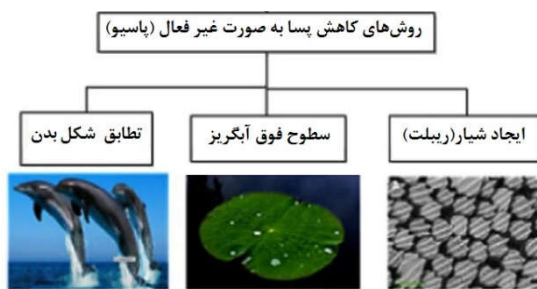 روش‌های کاهش پسا به صورت غیر فعال (پاسیو)
ایجاد شیار(ریبلت)
سطوح فوق آبگریز
تطابق شکل بدن